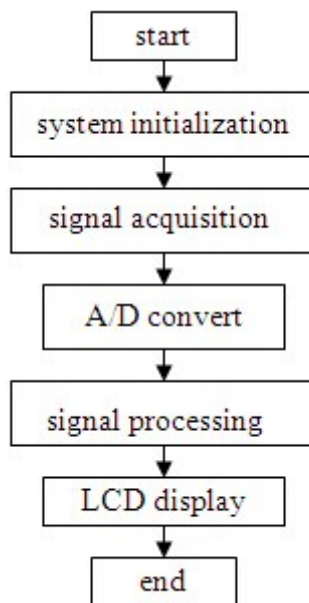 start
system initialization
signal acquisition
A/D convert
signal processing
LCD display
end